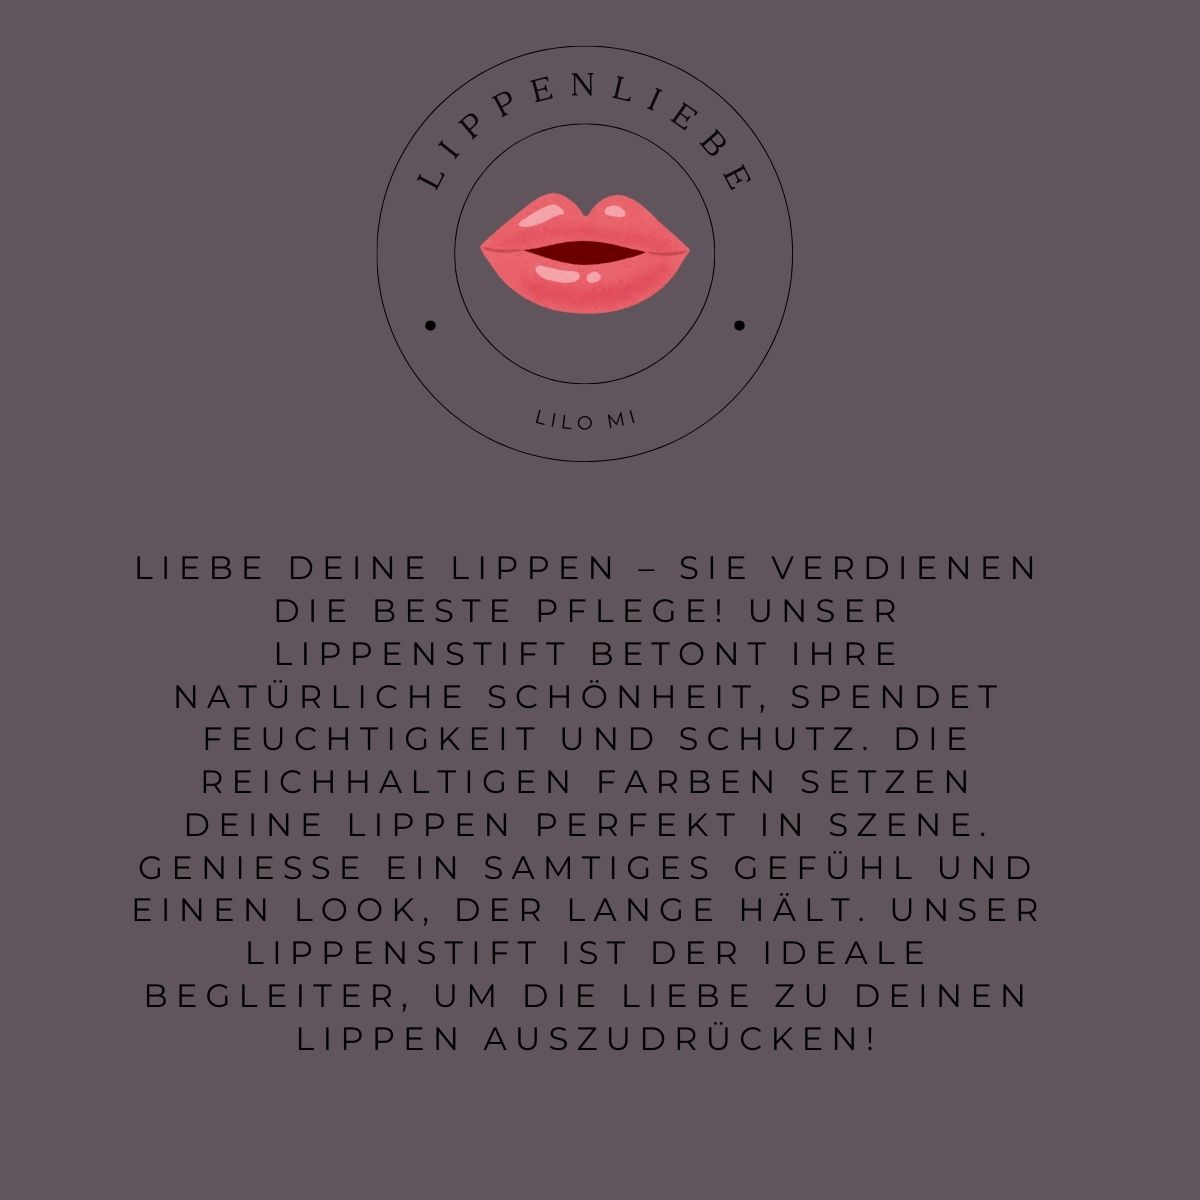 LIPPENLIEBE
LILO MI
LIEBE DEINE LIPPEN – SIE VERDIENEN
DIE BESTE PFLEGE! UNSER
LIPPENSTIFT BETONT IHRE
NATÜRLICHE SCHÖNHEIT, SPENDET
FEUCHTIGKEIT UND SCHUTZ. DIE
REICHHALTIGEN FARBEN SETZEN
DEINE LIPPEN PERFEKT IN SZENE.
GENIESSE EIN SAMTIGES GEFÜHL UND
EINEN LOOK, DER LANGE HÄLT. UNSER
LIPPENSTIFT IST DER IDEALE
BEGLEITER, UM DIE LIEBE ZU DEINEN
LIPPEN AUSZUDRÜCKEN!